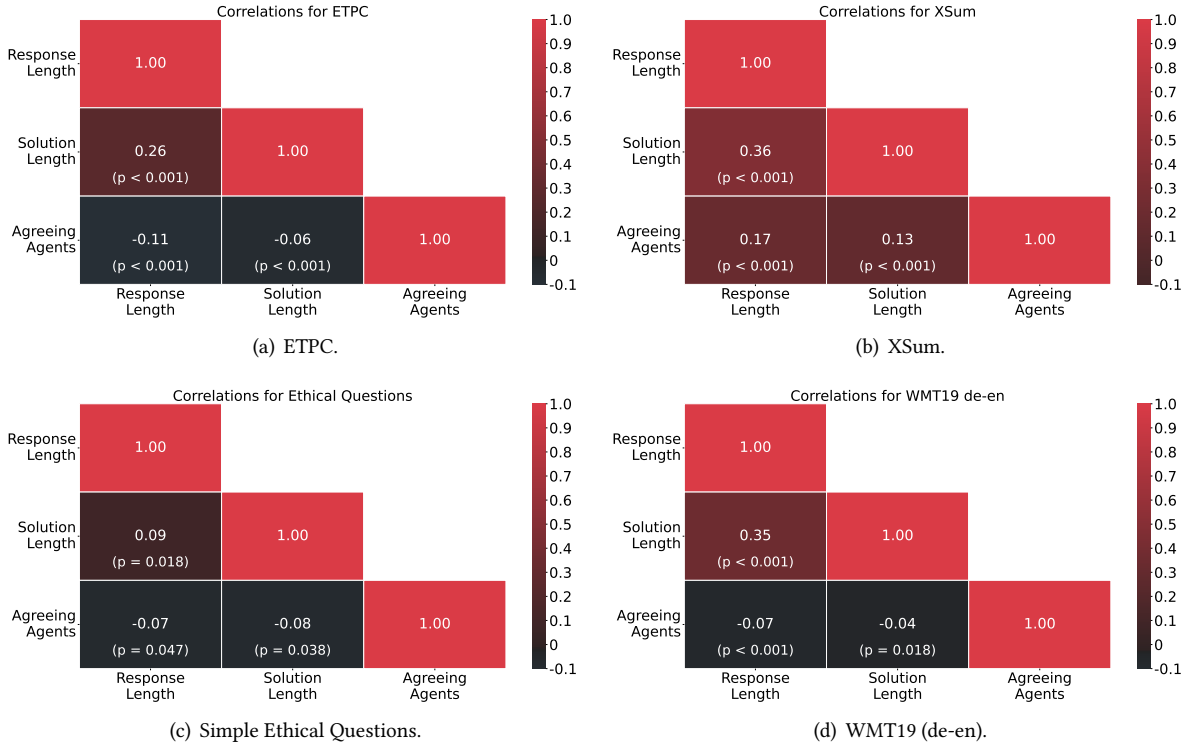 Correlations for ETPC
Response
Length
Solution
Length
Agreeing
Agents
1.00
0.26
(p < 0.001)
1.00
-0.11
(p < 0.001)
-0.06
(p < 0.001)
1.00
Response
Length
Solution
Length
Agreeing
Agents
1.0
0.9
0.8
0.7
0.6
0.5
0.4
0.3
0.2
0.1
0
-0.1
(a) ETPC.
Correlations for XSum
Response
Length
Solution
Length
Agreeing
Agents
1.00
0.36
(p < 0.001)
1.00
0.17
(p < 0.001)
0.13
(p < 0.001)
1.00
Response
Length
Solution
Length
Agreeing
Agents
1.0
0.9
0.8
0.7
0.6
0.5
0.4
0.3
0.2
0.1
0
-0.1
(b) XSum.
Correlations for Ethical Questions
Response
Length
Solution
Length
Agreeing
Agents
1.00
0.09
(p = 0.018)
1.00
-0.07
(p = 0.047)
-0.08
(p = 0.038)
1.00
Response
Length
Solution
Length
Agreeing
Agents
1.0
0.9
0.8
0.7
0.6
0.5
0.4
0.3
0.2
0.1
0
-0.1
(c) Simple Ethical Questions.
Correlations for WMT19 de-en
Response
Length
Solution
Length
Agreeing
Agents
1.00
0.35
(p < 0.001)
1.00
-0.07
(p < 0.001)
-0.04
(p = 0.018)
1.00
Response
Length
Solution
Length
Agreeing
Agents
1.0
0.9
0.8
0.7
0.6
0.5
0.4
0.3
0.2
0.1
0
-0.1
(d) WMT19 (de-en).